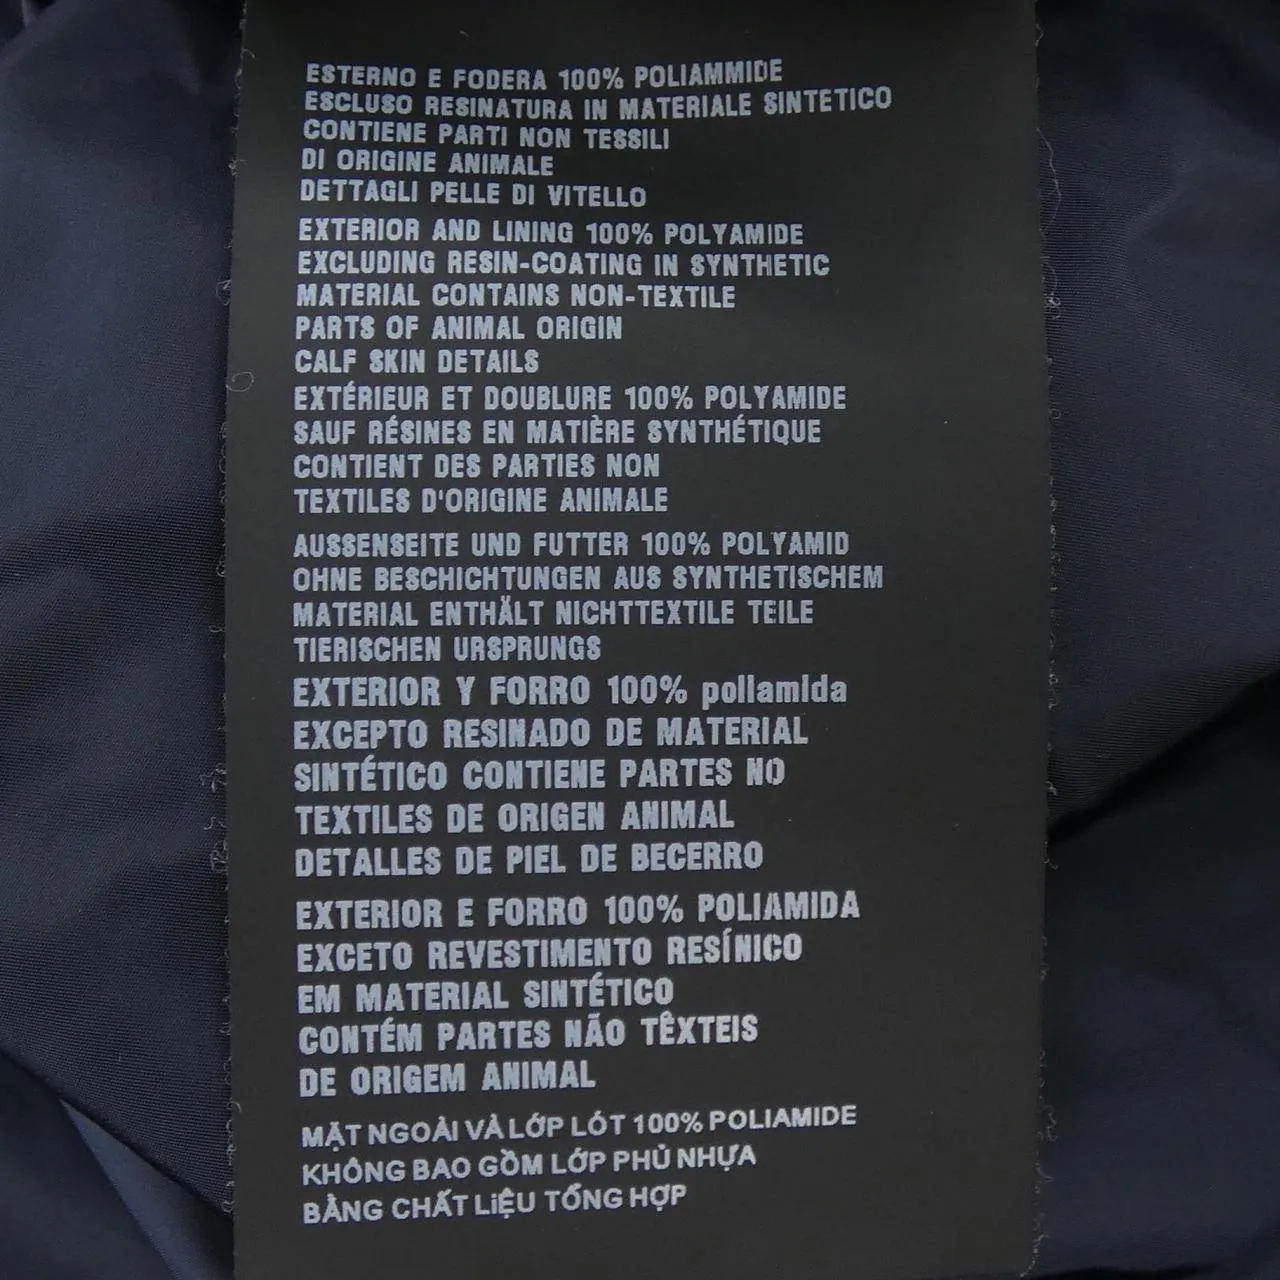 ESTERNO E FODERA 100% POLIAMMIDE
ESCLUSO RESINATURA IN MATERIALE SINTETICO
CONTIENE PARTI NON TESSILI
DI ORIGINE ANIMALE
DETTAGLI PELLE DI VITELLO
EXTERIOR AND LINING 100% POLYAMIDE
EXCLUDING RESIN-COATING IN SYNTHETIC
MATERIAL CONTAINS NON-TEXTILE
PARTS OF ANIMAL ORIGIN
CALF SKIN DETAILS
EXTÉRIEUR ET DOUBLURE 100% POLYAMIDE
SAUF RÉSINES EN MATIÈRE SYNTHÉTIQUE
CONTIENT DES PARTIES NON
TEXTILES D'ORIGINE ANIMALE
AUSSENSEITE UND FUTTER 100% POLYAMID
OHNE BESCHICHTUNGEN AUS SYNTHETISCHEM
MATERIAL ENTHÄLT NICHTTEXTILE TEILE
TIERISCHEN URSPRUNGS
EXTERIOR Y FORRO 100% poliamida
EXCEPTO RESINADO DE MATERIAL
SINTÉTICO CONTIENE PARTES NO
TEXTILES DE ORIGEN ANIMAL
DETALLES DE PIEL DE BECERRO
EXTERIOR E FORRO 100% POLIAMIDA
EXCETO REVESTIMENTO RESÍNICO
EM MATERIAL SINTÉTICO
CONTÉM PARTES NÃO TÊXTEIS
DE ORIGEM ANIMAL
MẶT NGOÀI VÀ LỚP LÓT 100% POLIAMIDE
KHÔNG BAO GỒM LỚP PHỦ NHỰA
BẰNG CHẤT LiỆU TỔNG HỢP